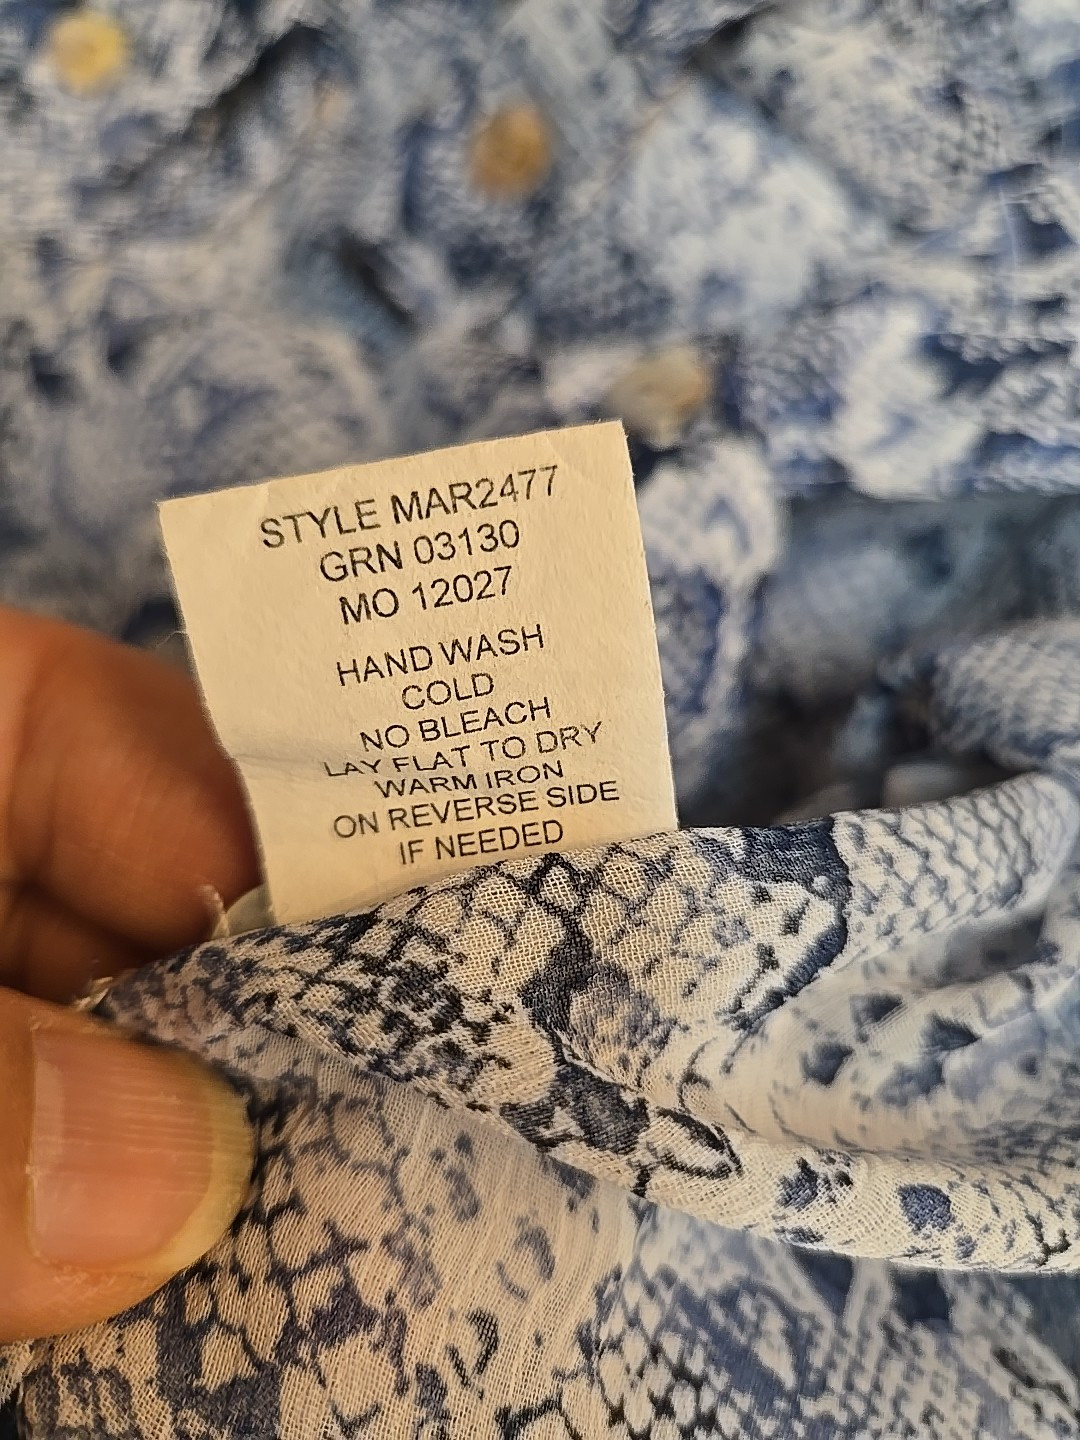 STYLE MAR2477
GRN 03130
MO 12027
HAND WASH
COLD
NO BLEACH
LAY FLAT TO DRY
WARM IRON
ON REVERSE SIDE
IF NEEDED